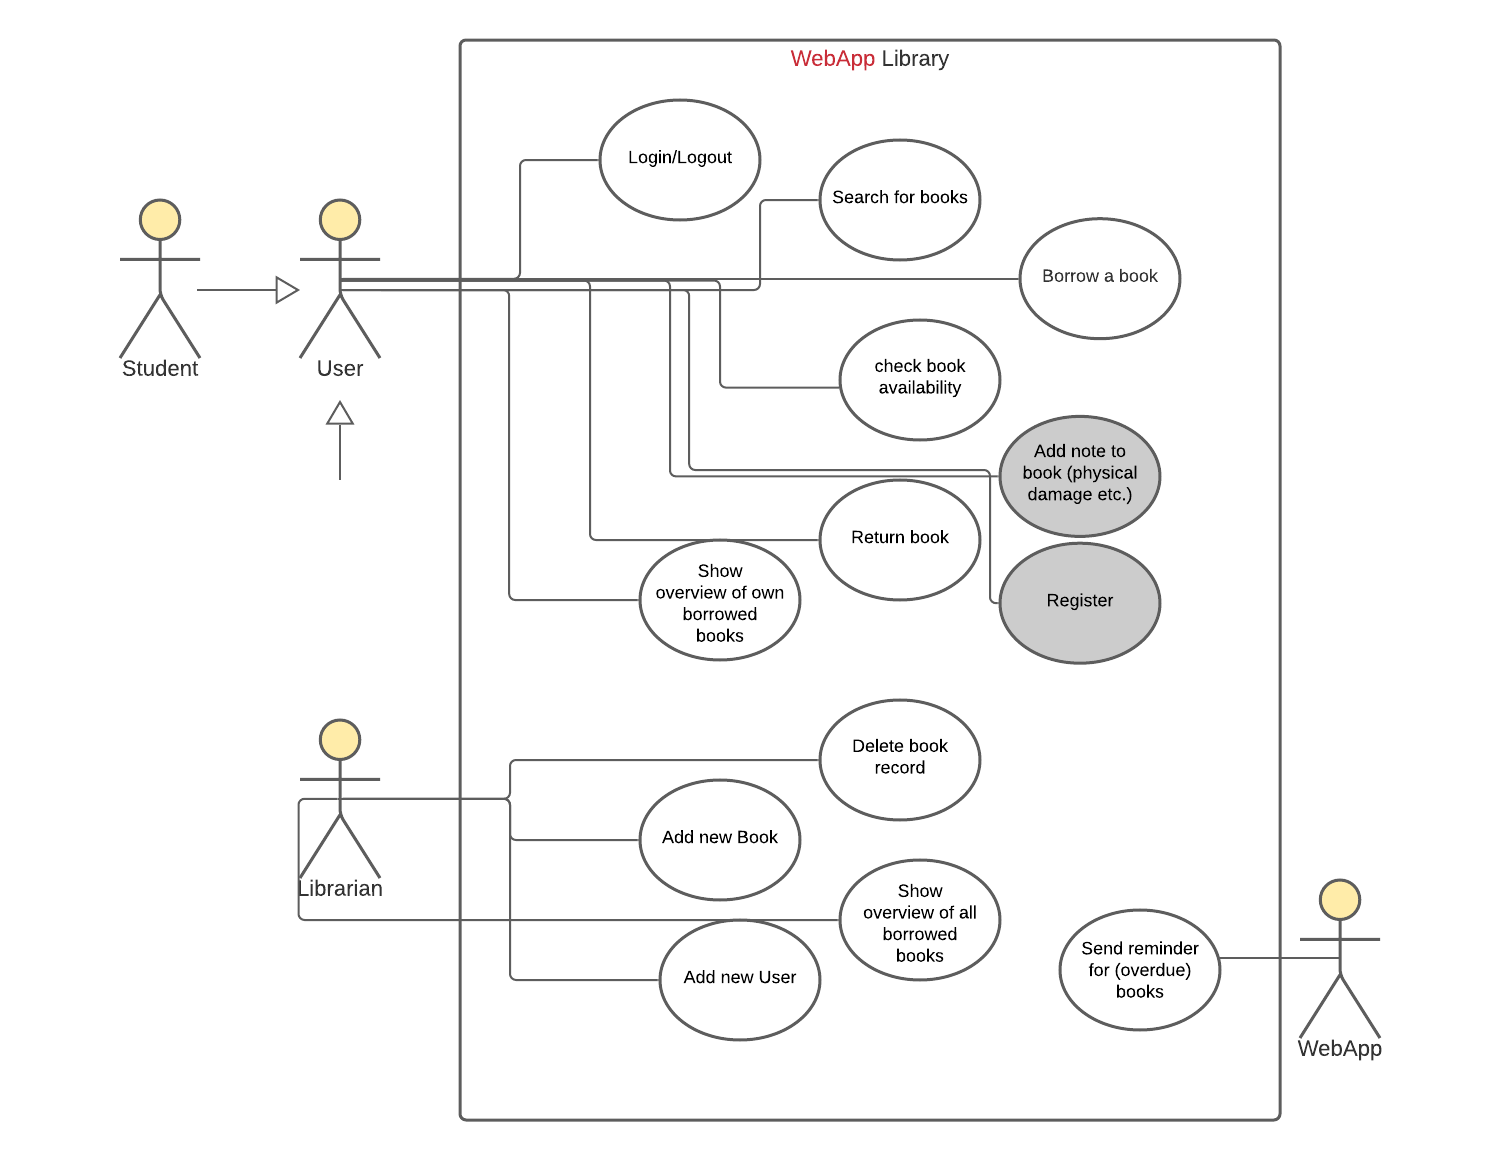 WebApp Library
Login/Logout
Search for books
Borrow a book
Student
User
check book
availability
Add note to
book (physical
damage etc.)
Return book
Show
overview of own
borrowed
books
Register
Delete book
record
Add new Book
Librarian
Show
overview of all
borrowed
books
Add new User
Send reminder
for (overdue)
books
WebApp